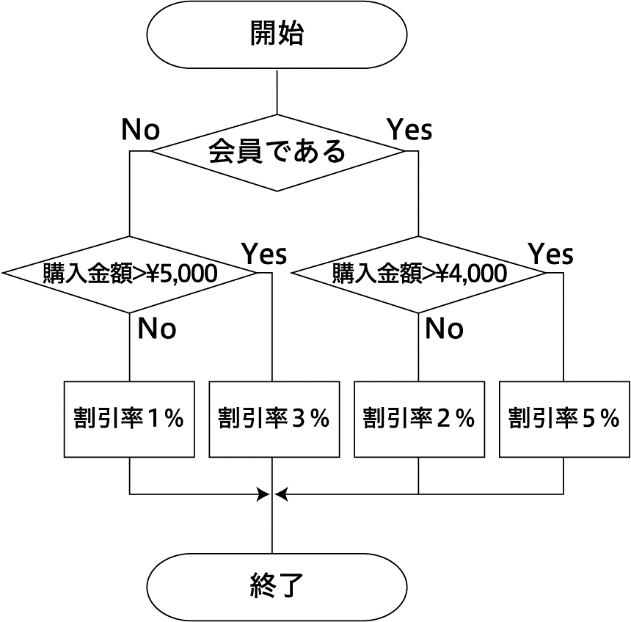 開始
No
Yes
会員である
購入金額>¥5,000
Yes
購入金額>¥4,000
Yes
No
No
割引率1%
割引率3%
割引率2%
割引率5%
終了